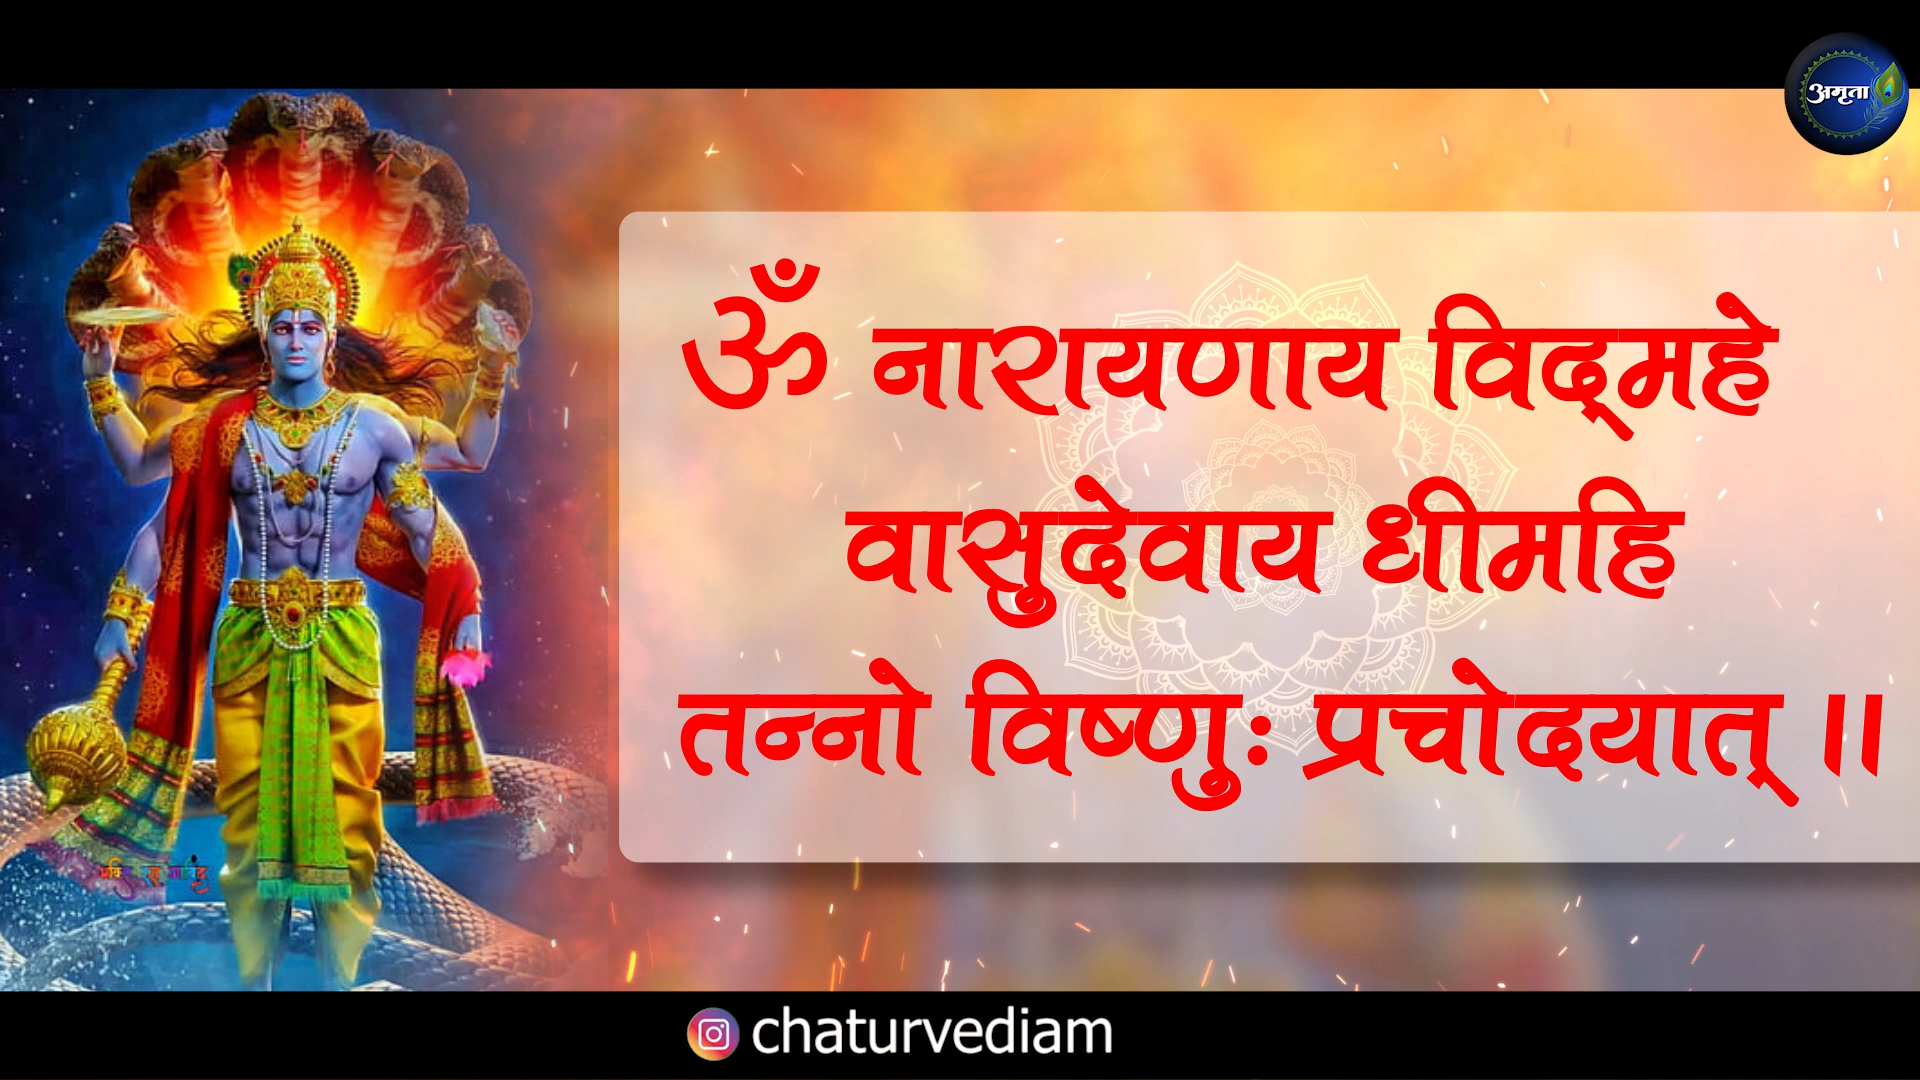 अमृता
ॐ नारायणाय विद्महे
वासुदेवाय धीमहि
तन्नो विष्णुः प्रचोदयात् ॥
chaturvediam